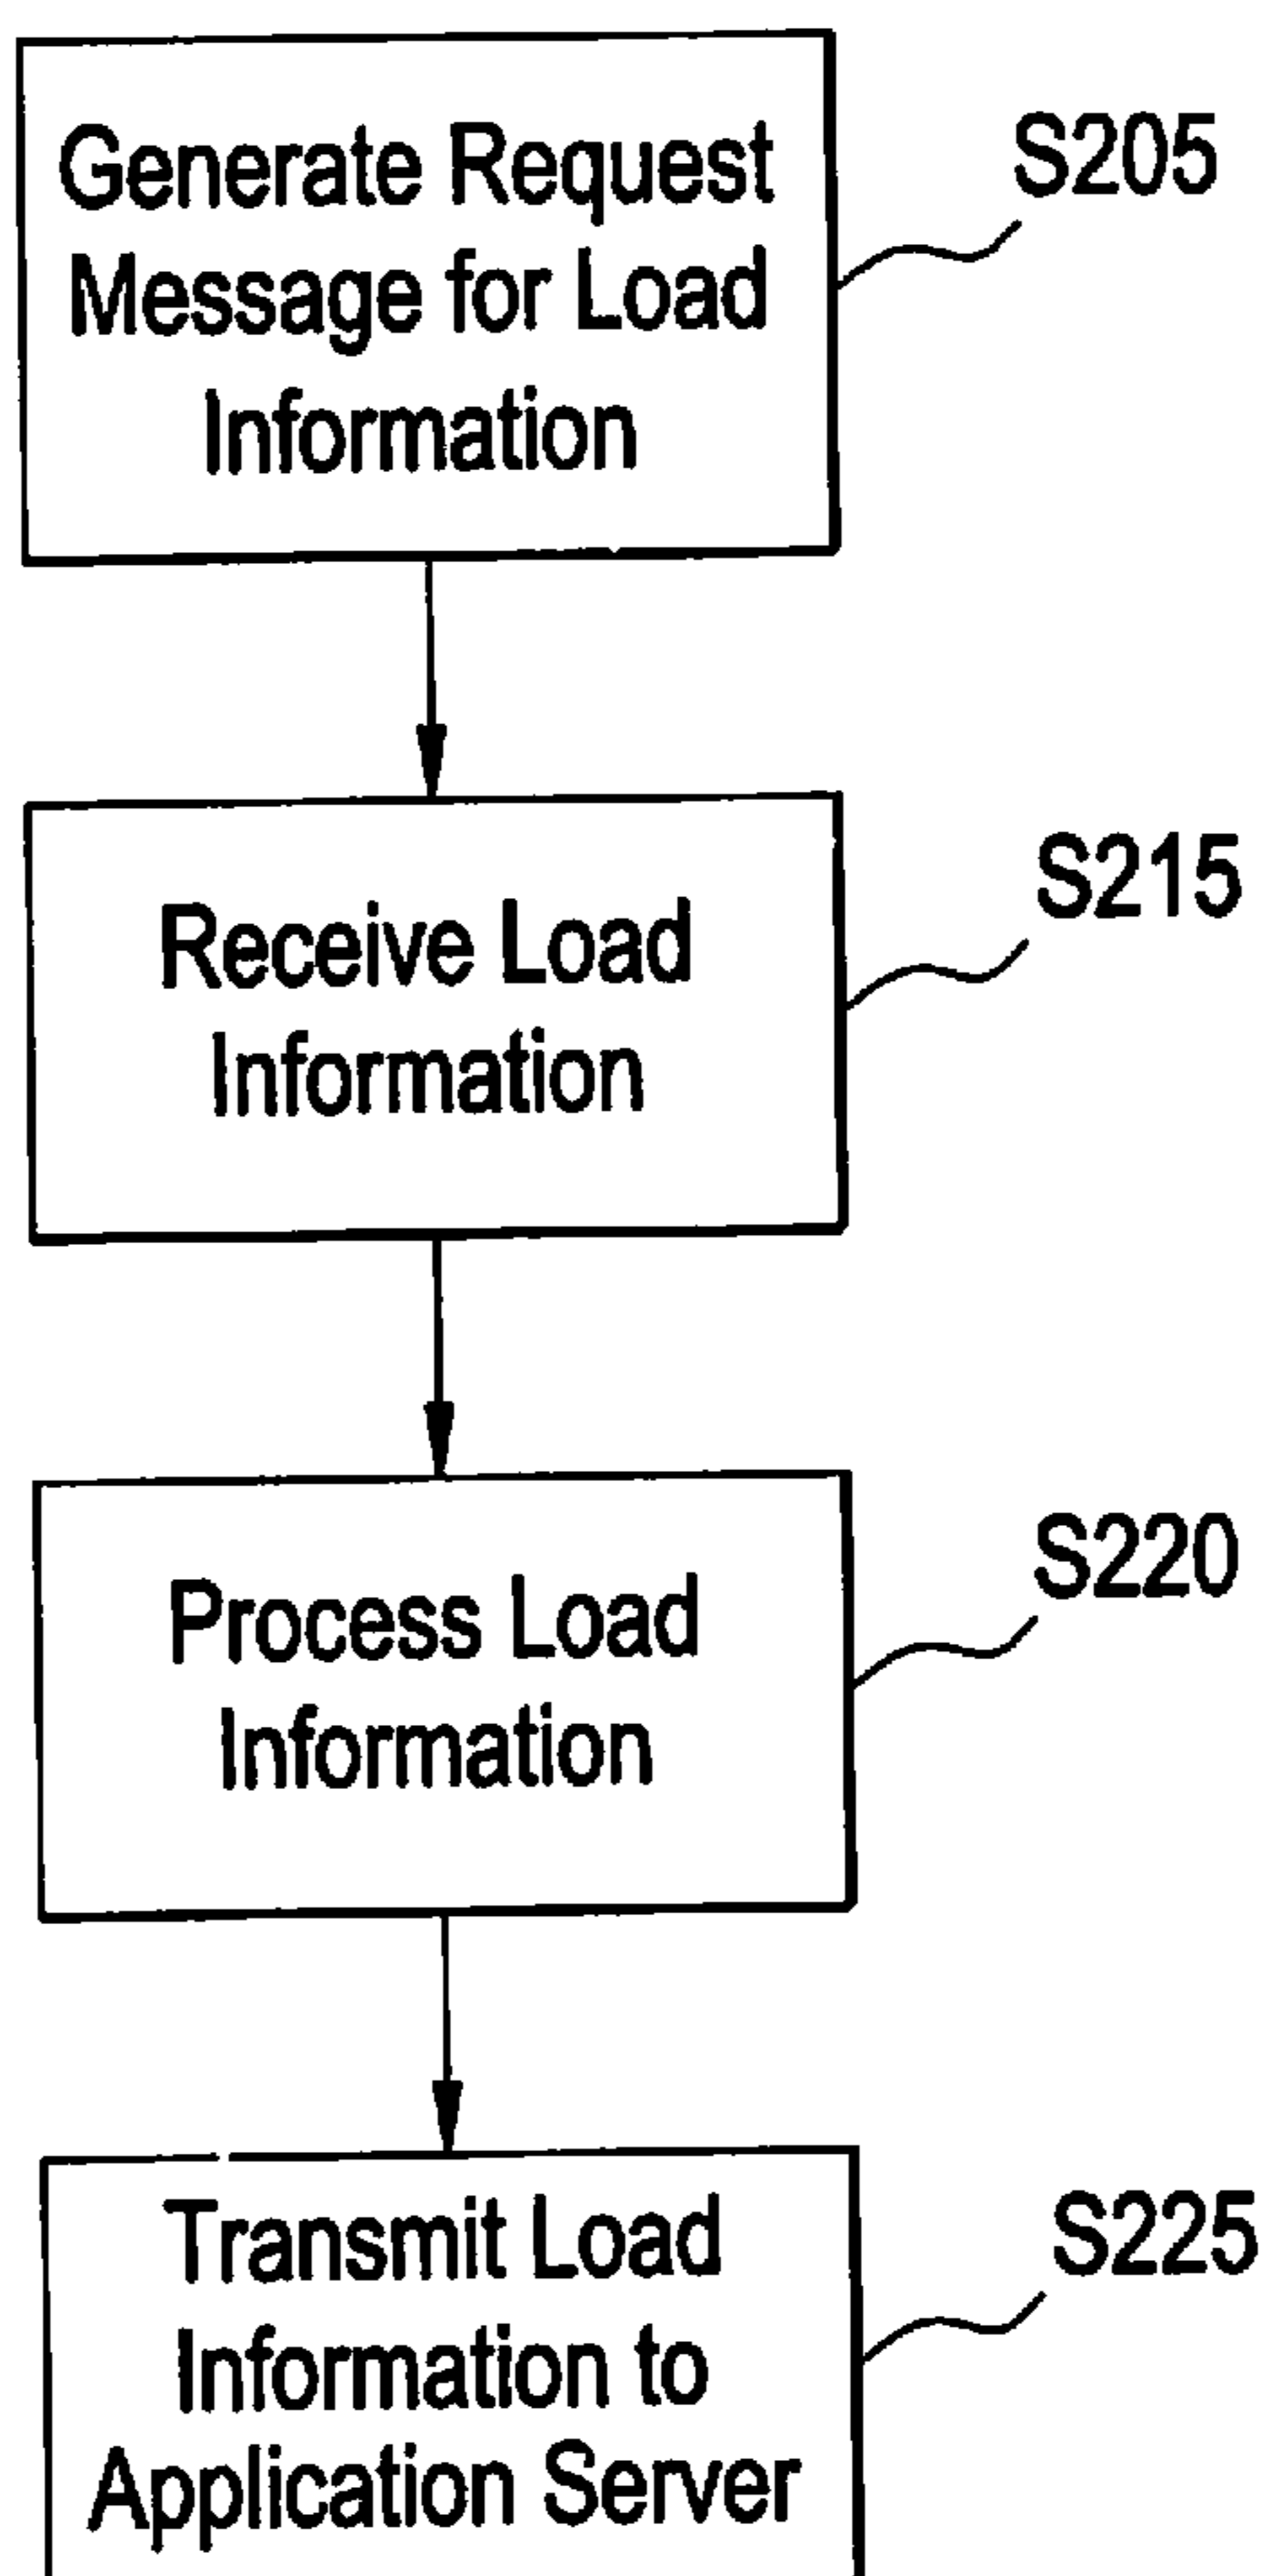 Generate Request
Message for Load
Information
S205
Receive Load
Information
S215
Process Load
Information
S220
Transmit Load
Information to
Application Server
S225